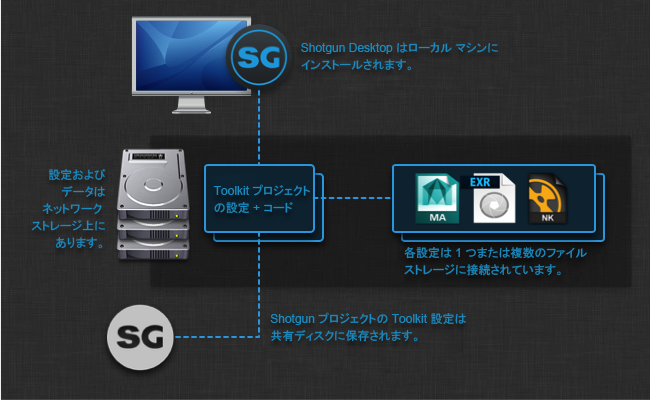 SG
Shotgun Desktop はローカル マシンに
インストールされます。
設定および
データは
ネットワーク
ストレージ上に
あります。
Toolkit プロジェクト
の設定 + コード
MA
EXR
NK
各設定は 1 つまたは複数のファイル
ストレージに接続されています。
SG
Shotgun プロジェクトの Toolkit 設定は
共有ディスクに保存されます。